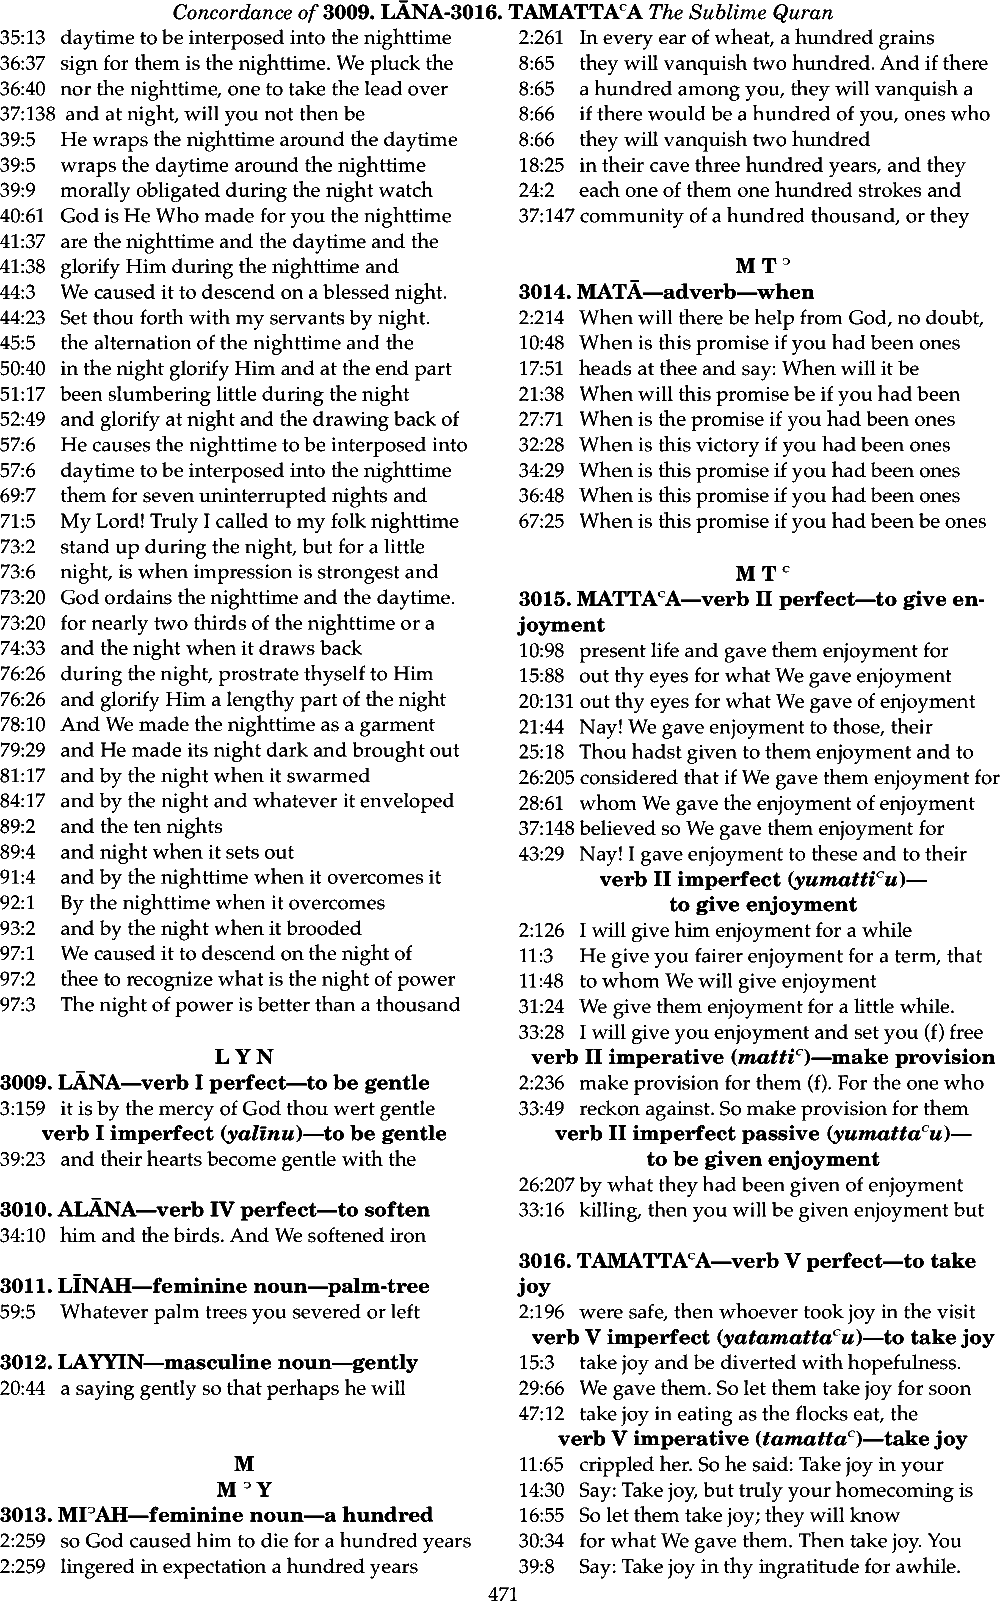 Concordance of 3009. LĀNA-3016. TAMATTAᶜA The Sublime Quran
35:13 daytime to be interposed into the nighttime
36:37 sign for them is the nighttime. We pluck the
36:40 nor the nighttime, one to take the lead over
37:138 and at night, will you not then be
39:5 He wraps the nighttime around the daytime
39:5 wraps the daytime around the nighttime
39:9 morally obligated during the night watch
40:61 God is He Who made for you the nighttime
41:37 are the nighttime and the daytime and the
41:38 glorify Him during the nighttime and
44:3 We caused it to descend on a blessed night.
44:23 Set thou forth with my servants by night.
45:5 the alternation of the nighttime and the
50:40 in the night glorify Him and at the end part
51:17 been slumbering little during the night
52:49 and glorify at night and the drawing back of
57:6 He causes the nighttime to be interposed into
57:6 daytime to be interposed into the nighttime
69:7 them for seven uninterrupted nights and
71:5 My Lord! Truly I called to my folk nighttime
73:2 stand up during the night, but for a little
73:6 night, is when impression is strongest and
73:20 God ordains the nighttime and the daytime.
73:20 for nearly two thirds of the nighttime or a
74:33 and the night when it draws back
76:26 during the night, prostrate thyself to Him
76:26 and glorify Him a lengthy part of the night
78:10 And We made the nighttime as a garment
79:29 and He made its night dark and brought out
81:17 and by the night when it swarmed
84:17 and by the night and whatever it enveloped
89:2 and the ten nights
89:4 and night when it sets out
91:4 and by the nighttime when it overcomes it
92:1 By the nighttime when it overcomes
93:2 and by the night when it brooded
97:1 We caused it to descend on the night of
97:2 thee to recognize what is the night of power
97:3 The night of power is better than a thousand
L Y N
3009. LĀNA—verb I perfect—to be gentle
3:159 it is by the mercy of God thou wert gentle
verb I imperfect (yalīnu)—to be gentle
39:23 and their hearts become gentle with the
3010. ALĀNA—verb IV perfect—to soften
34:10 him and the birds. And We softened iron
3011. LĪNAH—feminine noun—palm-tree
59:5 Whatever palm trees you severed or left
3012. LAYYIN—masculine noun—gently
20:44 a saying gently so that perhaps he will
M
M ᵓ Y
3013. MIᵓAH—feminine noun—a hundred
2:259 so God caused him to die for a hundred years
2:259 lingered in expectation a hundred years
2:261 In every ear of wheat, a hundred grains
8:65 they will vanquish two hundred. And if there
8:65 a hundred among you, they will vanquish a
8:66 if there would be a hundred of you, ones who
8:66 they will vanquish two hundred
18:25 in their cave three hundred years, and they
24:2 each one of them one hundred strokes and
37:147 community of a hundred thousand, or they
M T ᵓ
3014. MATĀ—adverb—when
2:214 When will there be help from God, no doubt,
10:48 When is this promise if you had been ones
17:51 heads at thee and say: When will it be
21:38 When will this promise be if you had been
27:71 When is the promise if you had been ones
32:28 When is this victory if you had been ones
34:29 When is this promise if you had been ones
36:48 When is this promise if you had been ones
67:25 When is this promise if you had been be ones
M T ᶜ
3015. MATTAᶜA—verb II perfect—to give en-
joyment
10:98 present life and gave them enjoyment for
15:88 out thy eyes for what We gave enjoyment
20:131 out thy eyes for what We gave of enjoyment
21:44 Nay! We gave enjoyment to those, their
25:18 Thou hadst given to them enjoyment and to
26:205 considered that if We gave them enjoyment for
28:61 whom We gave the enjoyment of enjoyment
37:148 believed so We gave them enjoyment for
43:29 Nay! I gave enjoyment to these and to their
verb II imperfect (yumattiᶜu)—
to give enjoyment
2:126 I will give him enjoyment for a while
11:3 He give you fairer enjoyment for a term, that
11:48 to whom We will give enjoyment
31:24 We give them enjoyment for a little while.
33:28 I will give you enjoyment and set you (f) free
verb II imperative (mattiᶜ)—make provision
2:236 make provision for them (f). For the one who
33:49 reckon against. So make provision for them
verb II imperfect passive (yumattaᶜu)—
to be given enjoyment
26:207 by what they had been given of enjoyment
33:16 killing, then you will be given enjoyment but
3016. TAMATTAᶜA—verb V perfect—to take
joy
2:196 were safe, then whoever took joy in the visit
verb V imperfect (yatamattaᶜu)—to take joy
15:3 take joy and be diverted with hopefulness.
29:66 We gave them. So let them take joy for soon
47:12 take joy in eating as the flocks eat, the
verb V imperative (tamattaᶜ)—take joy
11:65 crippled her. So he said: Take joy in your
14:30 Say: Take joy, but truly your homecoming is
16:55 So let them take joy; they will know
30:34 for what We gave them. Then take joy. You
39:8 Say: Take joy in thy ingratitude for awhile.
471